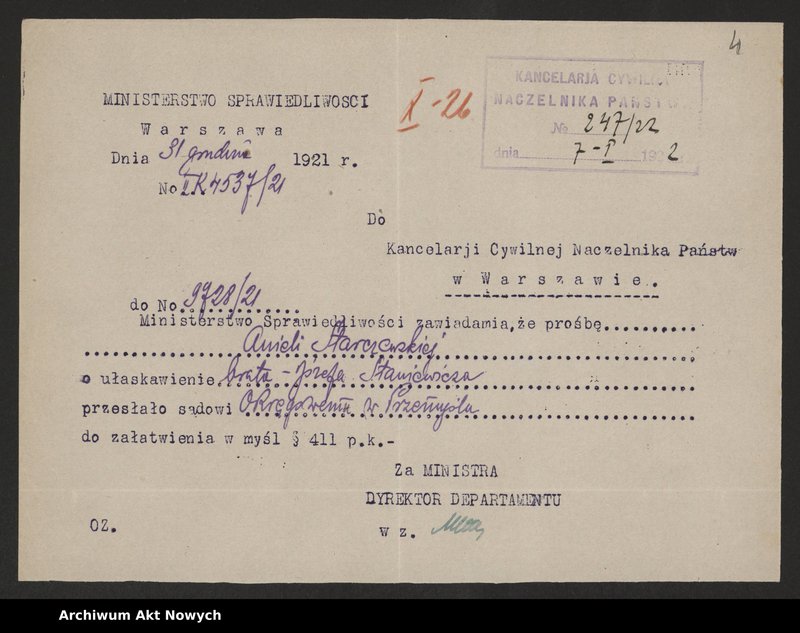 4
KANCELARJA CYWILNA
NACZELNIKA PAŃSTWA
№ 247/22
dnia 7-I 1922
X-26
MINISTERSTWO SPRAWIEDLIWOŚCI
Warszawa
Dnia 31 grudnia 1921 r.
No II K 4537/21
Do
Kancelarji Cywilnej Naczelnika Państw
w Warszawie.
do No 9728/21
Ministerstwo Sprawiedliwości zawiadamia, że prośbę..........
Anieli Starczewskiej
o ułaskawienie brata - Józefa
przesłało sądowi Okręgowemu w Przemyślu
do załatwienia w myśl § 411 p.k.-
Za MINISTRA
DYREKTOR DEPARTAMENTU
w z.
OZ.
Archiwum Akt Nowych